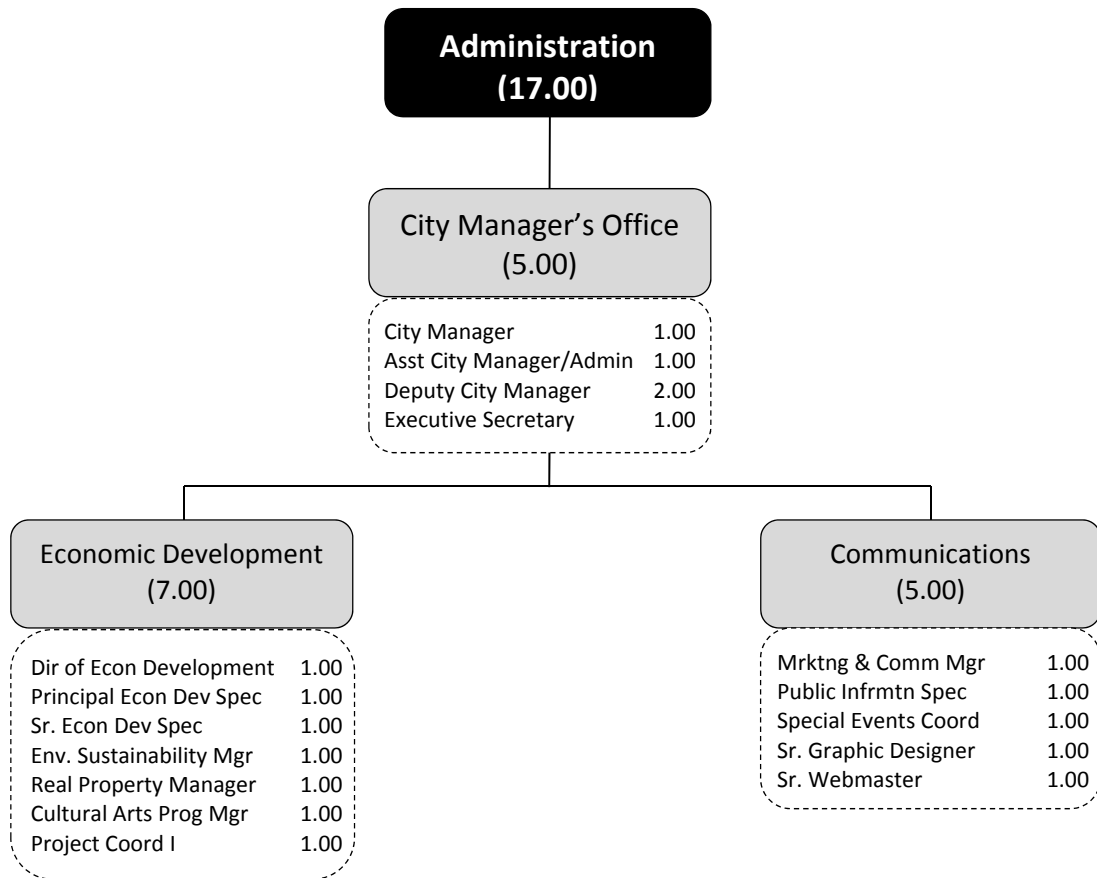 Administration
(17.00)
City Manager’s Office
(5.00)
City Manager 1.00
Asst City Manager/Admin 1.00
Deputy City Manager 2.00
Executive Secretary 1.00
Economic Development
(7.00)
Dir of Econ Development 1.00
Principal Econ Dev Spec 1.00
Sr. Econ Dev Spec 1.00
Env. Sustainability Mgr 1.00
Real Property Manager 1.00
Cultural Arts Prog Mgr 1.00
Project Coord I 1.00
Communications
(5.00)
Mrktng & Comm Mgr 1.00
Public Infrmtn Spec 1.00
Special Events Coord 1.00
Sr. Graphic Designer 1.00
Sr. Webmaster 1.00